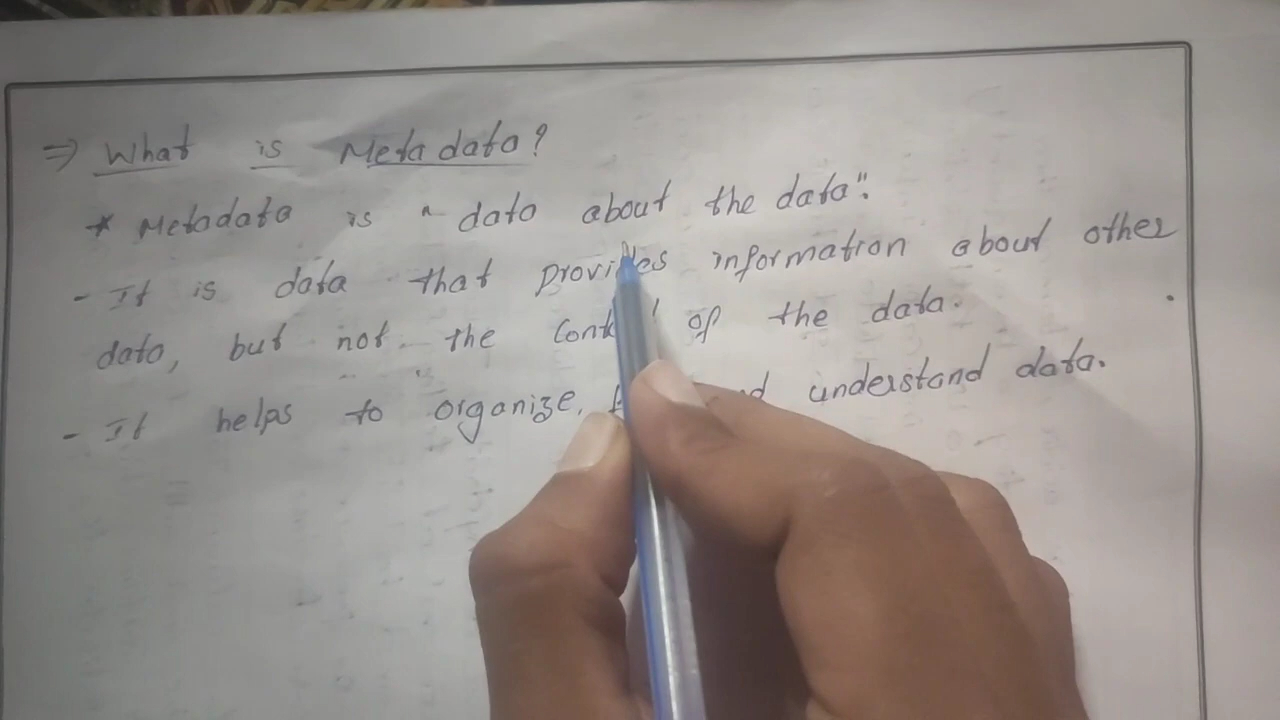 ⇒ What is Metadata?
* Metadata is " data about the data".
- It is data that provides information about other
data, but not the of the data.
- It helps to organize, understand data.